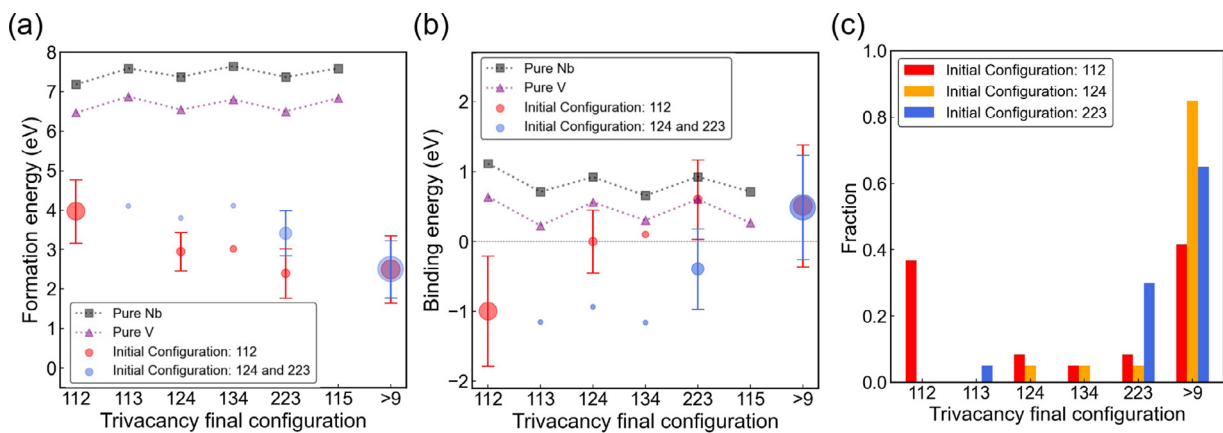 (a)
Formation energy (eV)
8
7
6
5
4
3
2
1
0
Pure Nb
Pure V
Initial Configuration: 112
Initial Configuration: 124 and 223
112 113 124 134 223 115 >9
Trivacancy final configuration
(b)
Binding energy (eV)
2
1
0
−1
−2
Pure Nb
Pure V
Initial Configuration: 112
Initial Configuration: 124 and 223
112 113 124 134 223 115 >9
Trivacancy final configuration
(c)
Fraction
1.0
0.8
0.6
0.4
0.2
0.0
Initial Configuration: 112
Initial Configuration: 124
Initial Configuration: 223
112 113 124 134 223 >9
Trivacancy final configuration